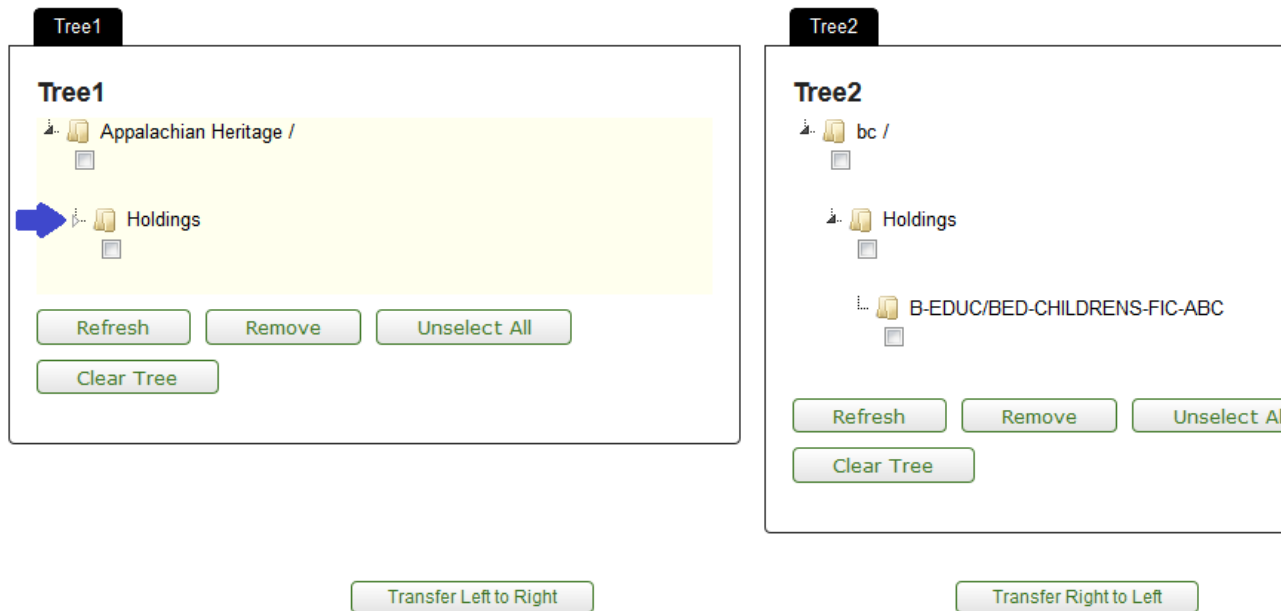 Tree1
Tree1
Appalachian Heritage /
Holdings
Refresh
Remove
Unselect All
Clear Tree
Tree2
Tree2
bc /
Holdings
B-EDUC/BED-CHILDRENS-FIC-ABC
Refresh
Remove
Unselect
Clear Tree
Transfer Left to Right
Transfer Right to Left